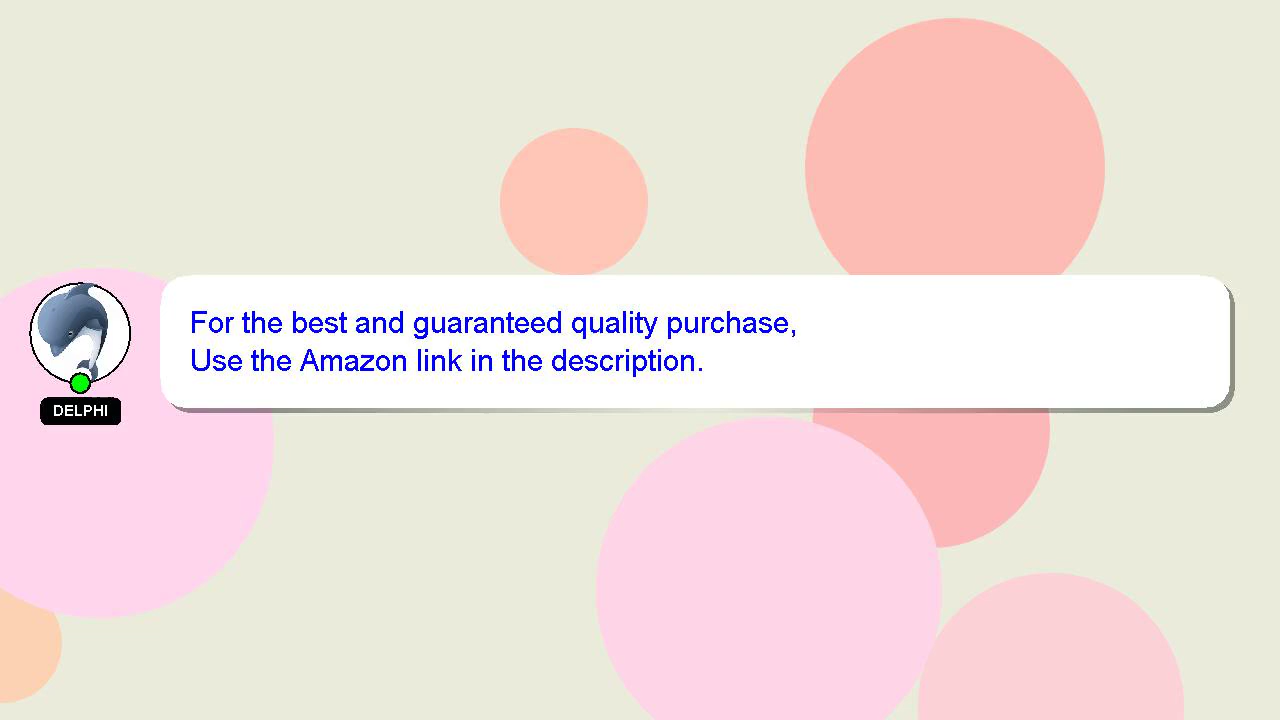 For the best and guaranteed quality purchase,
Use the Amazon link in the description.
DELPHI